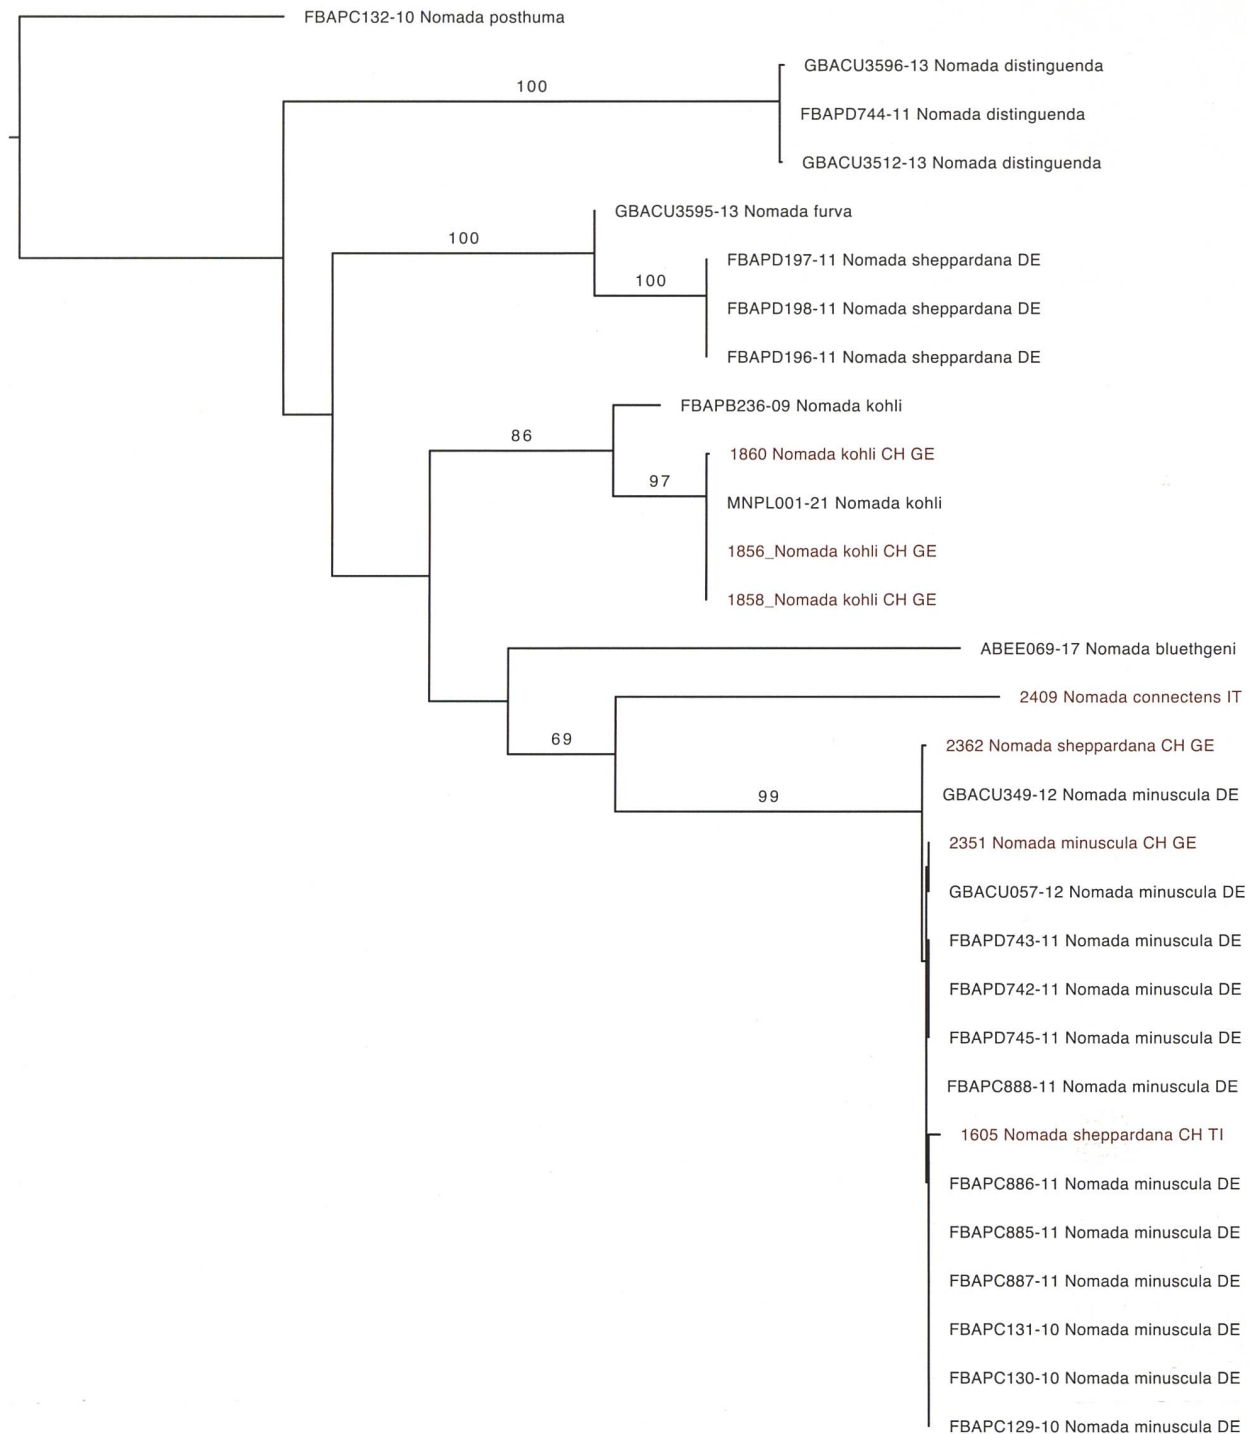 FBAPC132-10 Nomada posthuma
GBACU3596-13 Nomada distinguenda
100
FBAPD744-11 Nomada distinguenda
GBACU3512-13 Nomada distinguenda
GBACU3595-13 Nomada furva
100
FBAPD197-11 Nomada sheppardana DE
100
FBAPD198-11 Nomada sheppardana DE
FBAPD196-11 Nomada sheppardana DE
FBAPB236-09 Nomada kohli
86
1860 Nomada kohli CH GE
97
MNPL001-21 Nomada kohli
1856_Nomada kohli CH GE
1858_Nomada kohli CH GE
ABEE069-17 Nomada bluethgeni
2409 Nomada connectens IT
69
2362 Nomada sheppardana CH GE
99
GBACU349-12 Nomada minuscula DE
2351 Nomada minuscula CH GE
GBACU057-12 Nomada minuscula DE
FBAPD743-11 Nomada minuscula DE
FBAPD742-11 Nomada minuscula DE
FBAPD745-11 Nomada minuscula DE
FBAPC888-11 Nomada minuscula DE
1605 Nomada sheppardana CH TI
FBAPC886-11 Nomada minuscula DE
FBAPC885-11 Nomada minuscula DE
FBAPC887-11 Nomada minuscula DE
FBAPC131-10 Nomada minuscula DE
FBAPC130-10 Nomada minuscula DE
FBAPC129-10 Nomada minuscula DE